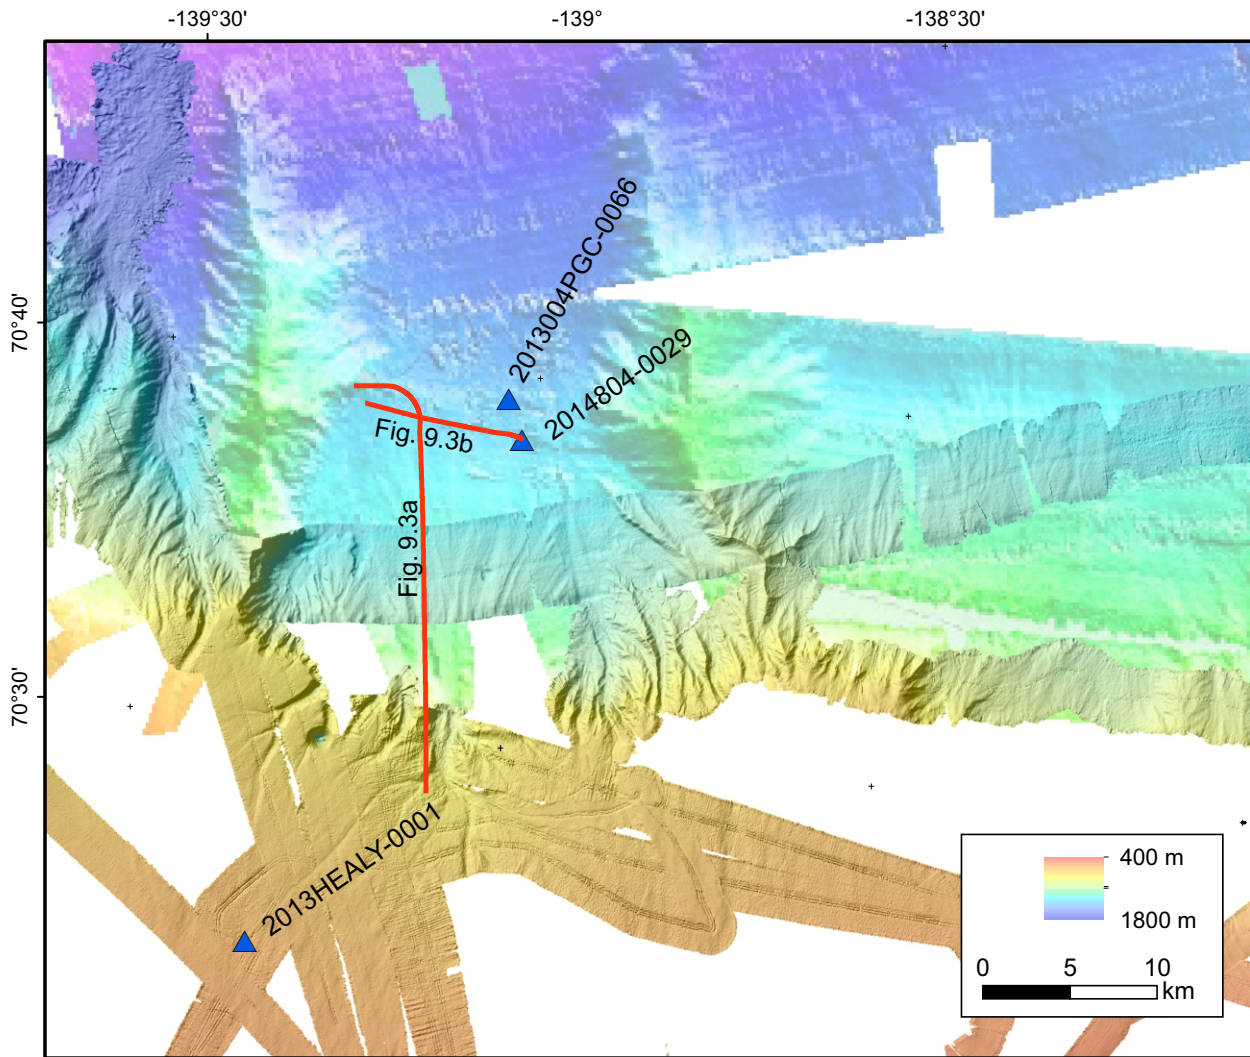 -139°30'
-139°
-138°30'
70°40'
70°30'
2013004PGC-0066
2014804-0029
Fig. 9.3b
Fig. 9.3a
2013HEALY-0001
400 m
1800 m
0 5 10
km